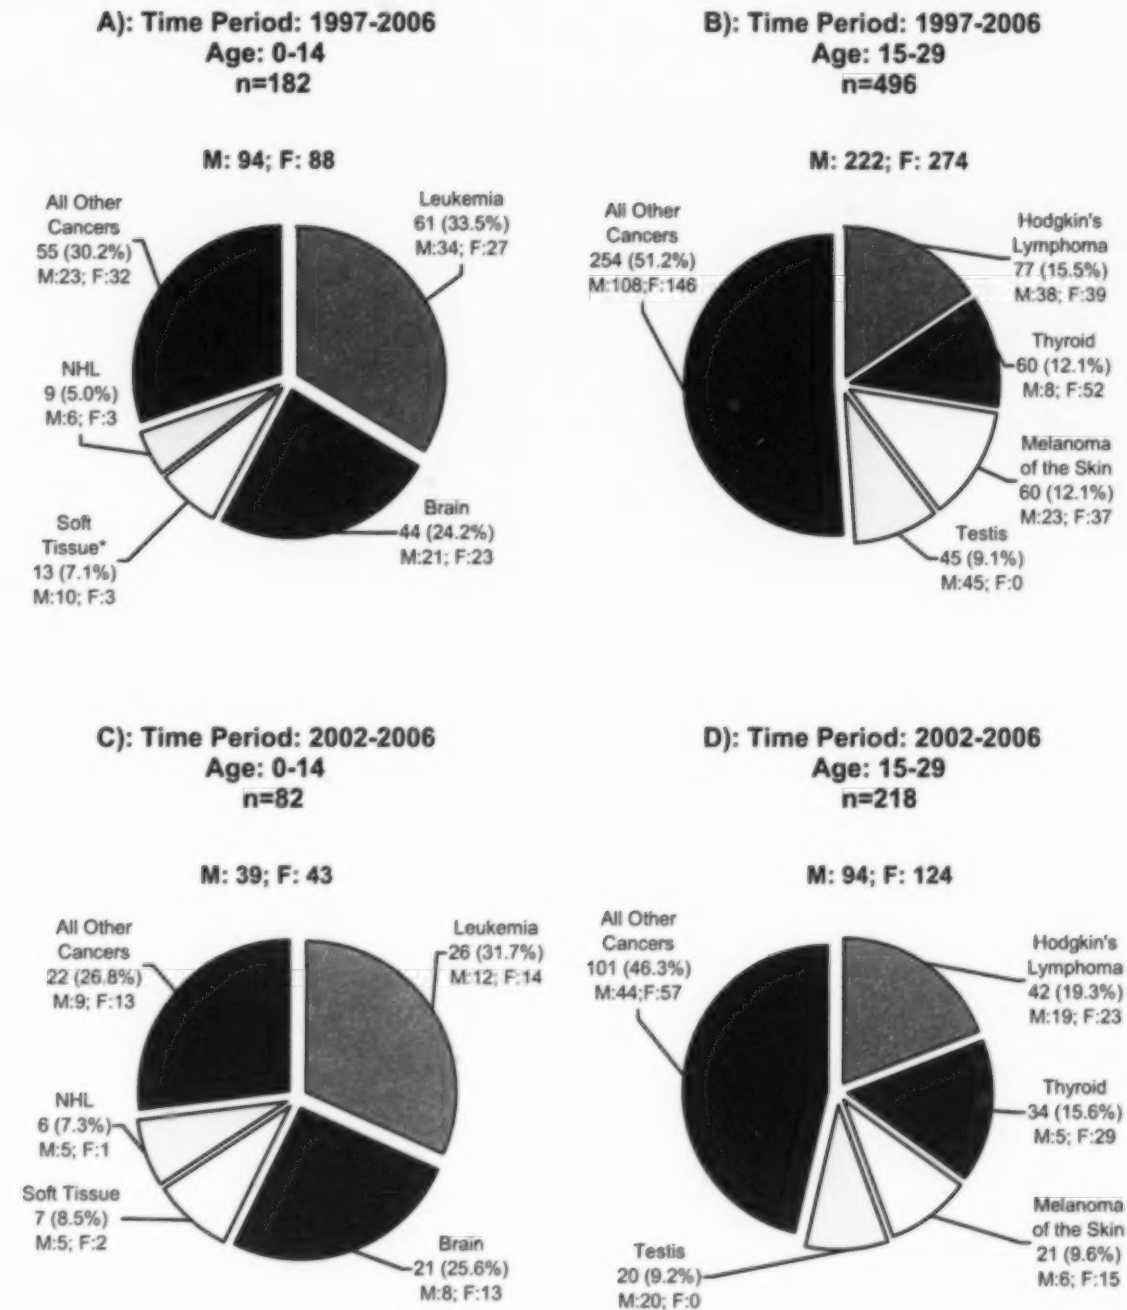 A): Time Period: 1997-2006
Age: 0-14
n=182
M: 94; F: 88
All Other
Cancers
55 (30.2%)
M:23; F:32
Leukemia
61 (33.5%)
M:34; F:27
NHL
9 (5.0%)
M:6; F:3
Soft
Tissue*
13 (7.1%)
M:10; F:3
Brain
44 (24.2%)
M:21; F:23
B): Time Period: 1997-2006
Age: 15-29
n=496
M: 222; F: 274
All Other
Cancers
254 (51.2%)
M:108;F:146
Hodgkin's
Lymphoma
77 (15.5%)
M:38; F:39
Thyroid
60 (12.1%)
M:8; F:52
Melanoma
of the Skin
60 (12.1%)
M:23; F:37
Testis
45 (9.1%)
M:45; F:0
C): Time Period: 2002-2006
Age: 0-14
n=82
M: 39; F: 43
All Other
Cancers
22 (26.8%)
M:9; F:13
Leukemia
26 (31.7%)
M:12; F:14
NHL
6 (7.3%)
M:5; F:1
Soft Tissue
7 (8.5%)
M:5; F:2
Brain
21 (25.6%)
M:8; F:13
D): Time Period: 2002-2006
Age: 15-29
n=218
M: 94; F: 124
All Other
Cancers
101 (46.3%)
M:44;F:57
Hodgkin's
Lymphoma
42 (19.3%)
M:19; F:23
Thyroid
34 (15.6%)
M:5; F:29
Melanoma
of the Skin
21 (9.6%)
M:6; F:15
Testis
20 (9.2%)
M:20; F:0